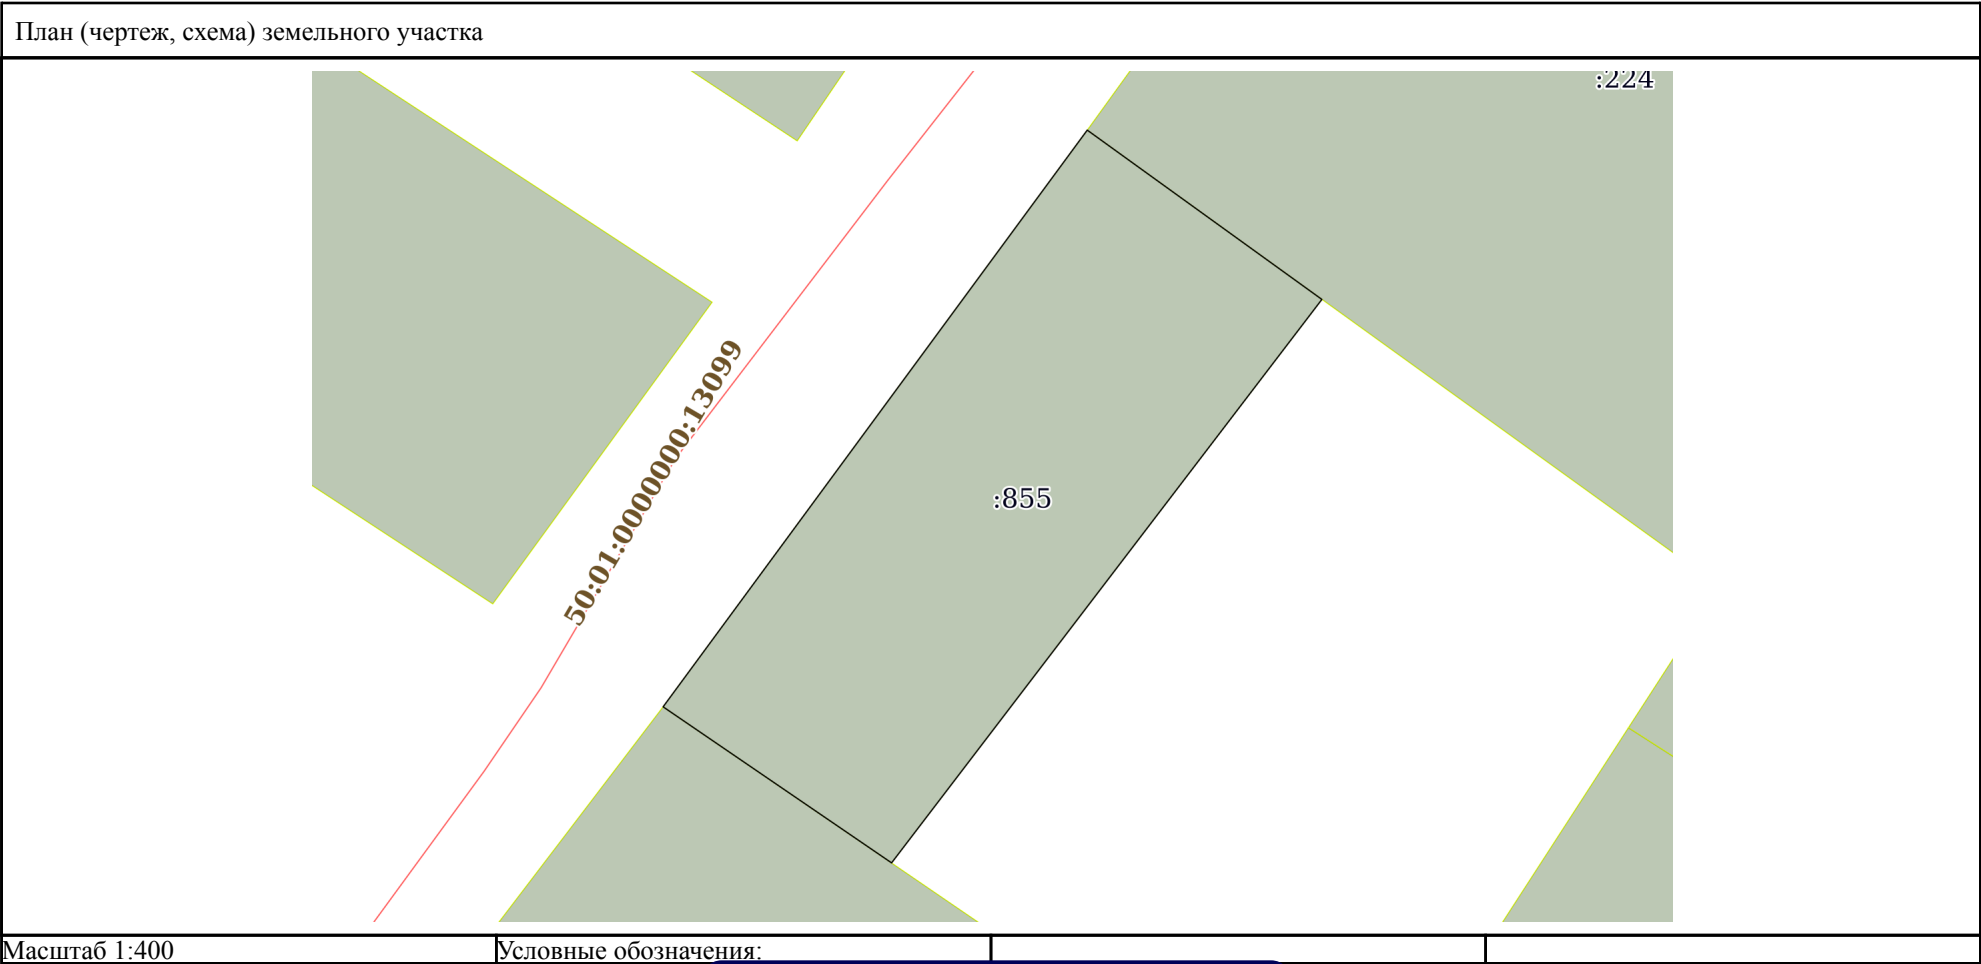 План (чертеж, схема) земельного участка
:224
50:01:0000000:13099
:855
Масштаб 1:400
Условные обозначения: